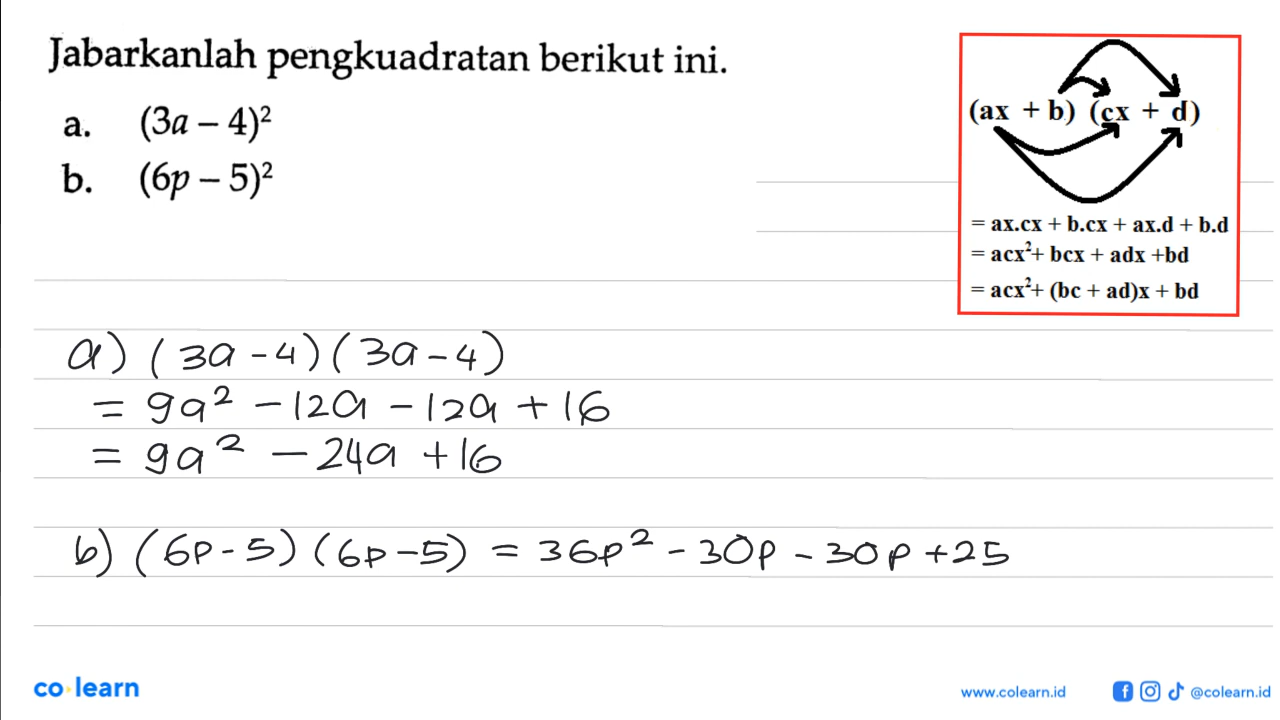 Jabarkanlah pengkuadratan berikut ini.
a. (3a – 4)²
b. (6p – 5)²
(ax + b) (cx + d)
= ax.cx + b.cx + ax.d + b.d
= acx²+ bcx + adx +bd
= acx²+ (bc + ad)x + bd
a) (3a - 4) (3a - 4)
= 9a² - 12a - 12a + 16
= 9a² - 24a + 16
b) (6p - 5) (6p - 5) = 36p² - 30p - 30p + 25
co learn
www.colearn.id
@colearn.id